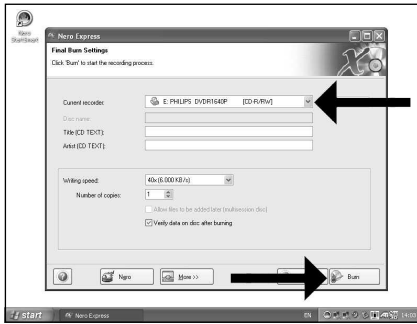 Nero
StartSmart
Nero Express
Final Burn Settings
Click 'Burn' to start the recording process.
Current recorder:
E: PHILIPS DVDR1640P [CD-R/RW]
Disc name:
Title (CD TEXT):
Artist (CD TEXT):
Writing speed:
40x (6.000 KB/s)
Number of copies:
1
Allow files to be added later (multisession disc)
Verify data on disc after burning
Nero
More >>
Burn
start
Nero Express
EN
14:03